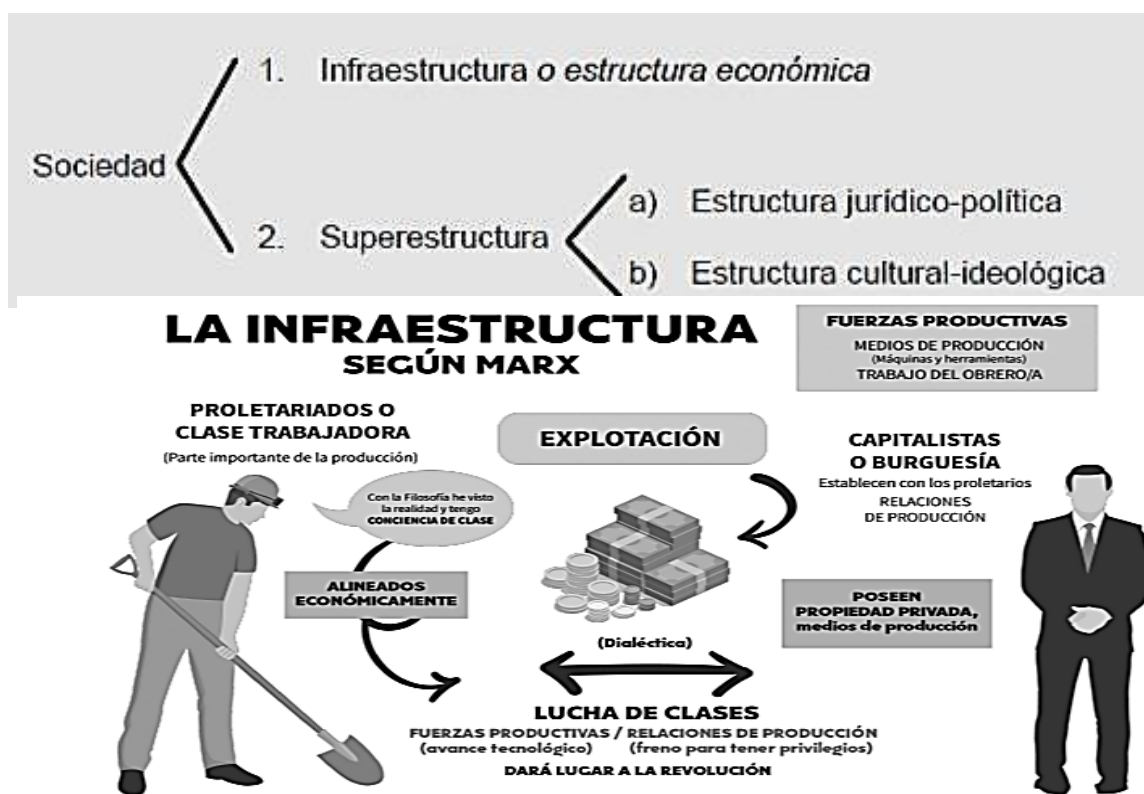 1. Infraestructura o estructura económica
Sociedad
2. Superestructura
a) Estructura jurídico-política
b) Estructura cultural-ideológica
LA INFRAESTRUCTURA
SEGÚN MARX
FUERZAS PRODUCTIVAS
MEDIOS DE PRODUCCIÓN
(Máquinas y herramientas)
TRABAJO DEL OBRERO/A
PROLETARIADOS O
CLASE TRABAJADORA
(Parte importante de la producción)
EXPLOTACIÓN
CAPITALISTAS
O BURGUESÍA
Establecen con los proletarios
RELACIONES
DE PRODUCCIÓN
Con la Filosofía he visto
la realidad y tengo
CONCIENCIA DE CLASE
ALINEADOS
ECONÓMICAMENTE
POSEEN
PROPIEDAD PRIVADA,
medios de producción
(Dialéctica)
LUCHA DE CLASES
FUERZAS PRODUCTIVAS / RELACIONES DE PRODUCCIÓN
(avance tecnológico) (freno para tener privilegios)
DARÁ LUGAR A LA REVOLUCIÓN